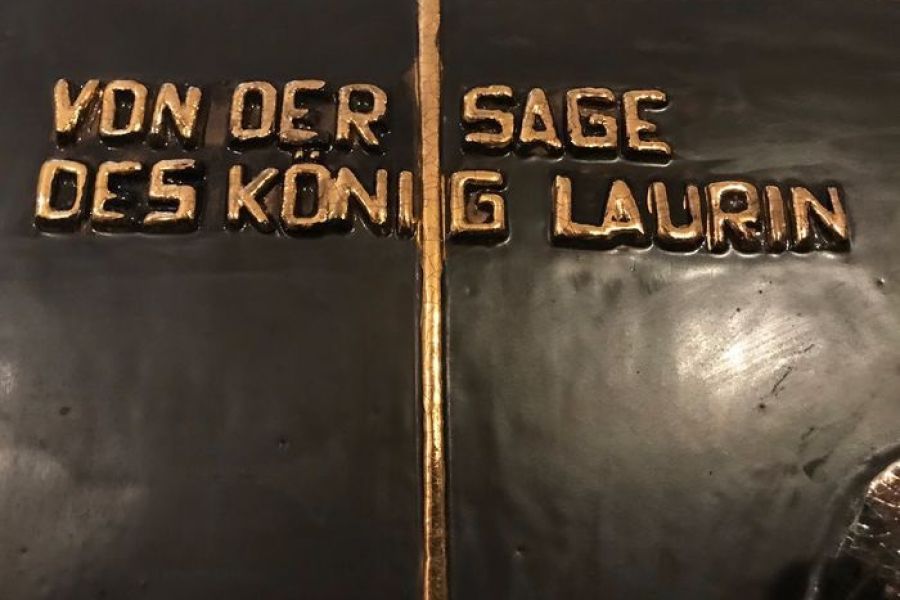 VON DER SAGE
DES KÖNIG LAURIN